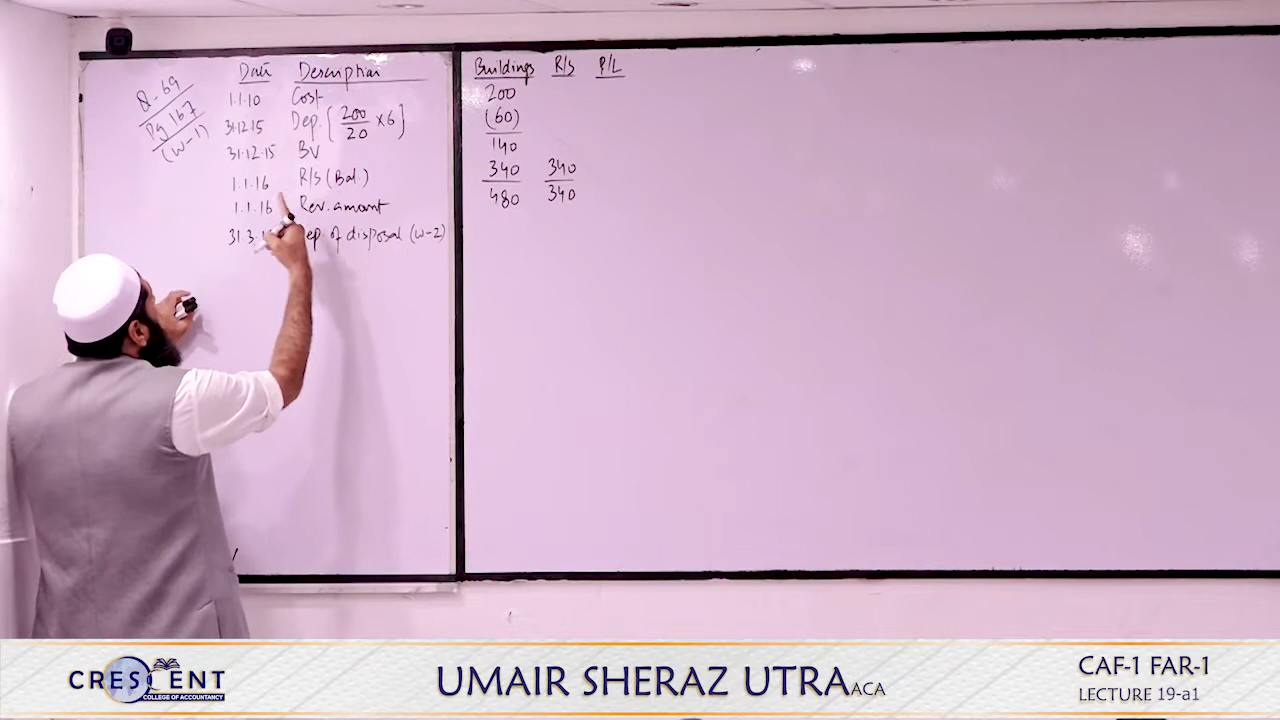 Q-69
Pg 167
(W-1)
Date Description Buildings R/S P/L
1.1.10 Cost 200
31.12.15 Dep. [200/20 ×6] (60)
31.12.15 BV 140
1.1.16 R/S (Bal.) 340 340
1.1.16 Rev. amount 480 340
31.3. of disposal (W-2)
CRESCENT
COLLEGE OF ACCOUNTANCY
UMAIR SHERAZ UTRA ACA
CAF-1 FAR-1
LECTURE 19-a1